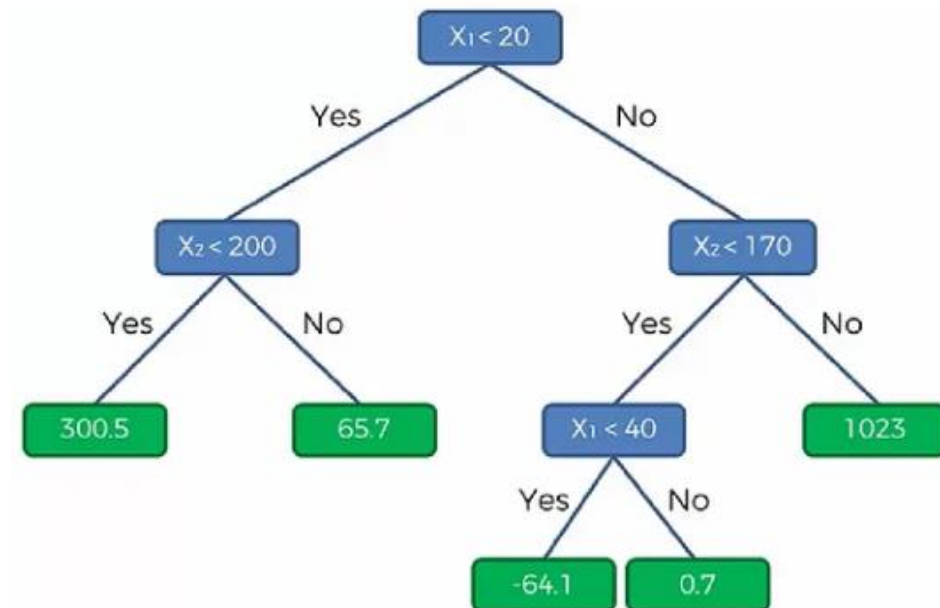 X₁ < 20
Yes
No
X₂ < 200
X₂ < 170
Yes
No
Yes
No
300.5
65.7
X₁ < 40
1023
Yes
No
-64.1
0.7